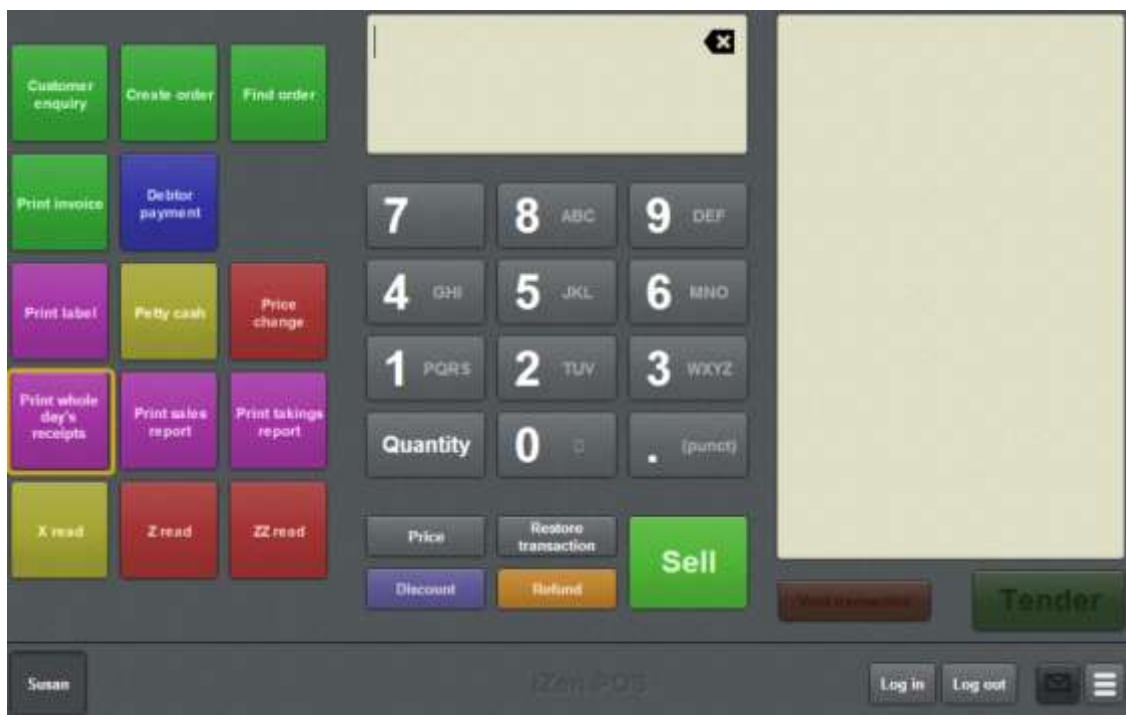 Customer
enquiry
Create order
Find order
Print invoice
Debtor
payment
Print label
Petty cash
Price
change
Print whole
day's
receipts
Print sales
report
Print takings
report
X read
Z read
ZZ read
7
8 ABC
9 DEF
4 GHI
5 JKL
6 MNO
1 PQRS
2 TUV
3 WXYZ
Quantity
0
. (punct)
Price
Restore
transaction
Sell
Discount
Refund
Void transaction
Tender
Susan
Log in
Log out